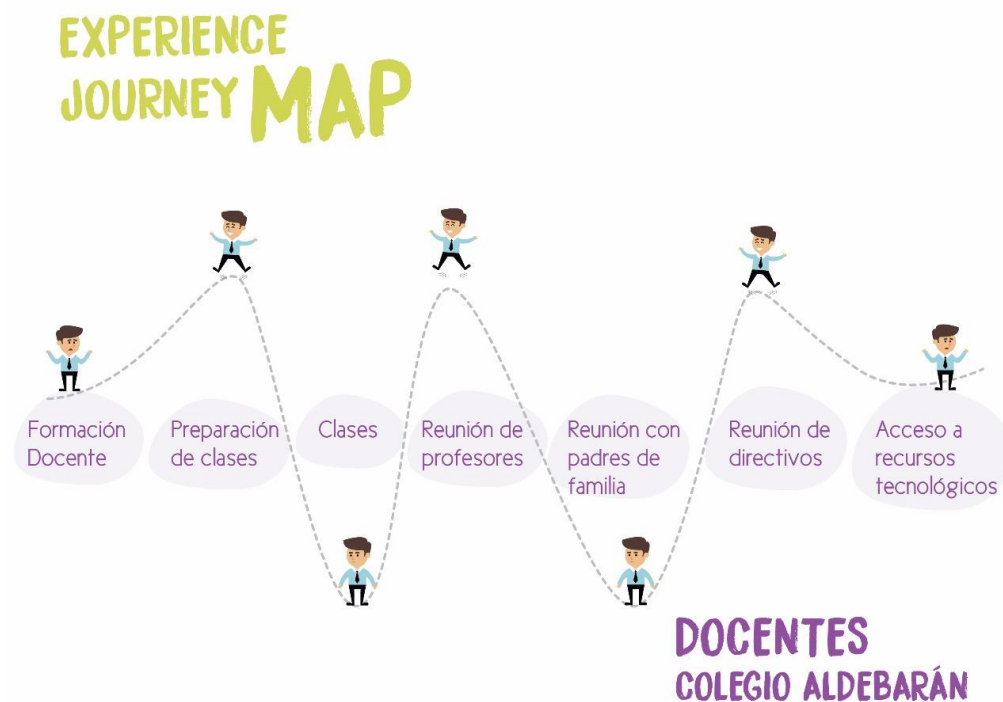 EXPERIENCE
JOURNEY MAP
Formación
Docente
Preparación
de clases
Clases
Reunión de
profesores
Reunión con
padres de
familia
Reunión de
directivos
Acceso a
recursos
tecnológicos
DOCENTES
COLEGIO ALDEBARÁN